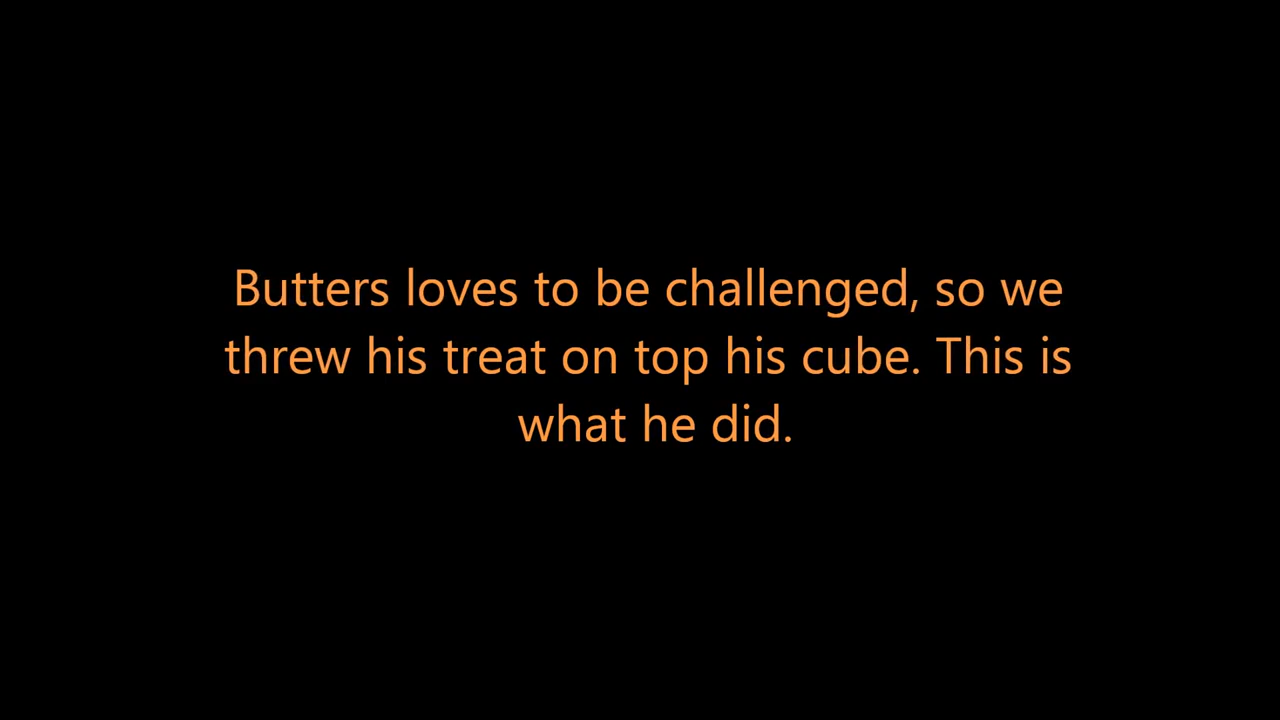 Butters loves to be challenged, so we
threw his treat on top his cube. This is
what he did.